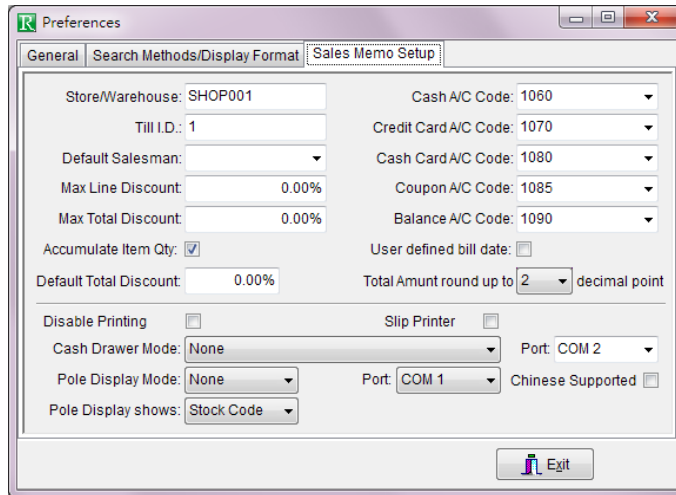 Preferences
General Search Methods/Display Format Sales Memo Setup
Store/Warehouse: SHOP001 Cash A/C Code: 1060
Till I.D.: 1 Credit Card A/C Code: 1070
Default Salesman: Cash Card A/C Code: 1080
Max Line Discount: 0.00% Coupon A/C Code: 1085
Max Total Discount: 0.00% Balance A/C Code: 1090
Accumulate Item Qty: User defined bill date:
Default Total Discount: 0.00% Total Amunt round up to 2 decimal point
Disable Printing Slip Printer
Cash Drawer Mode: None Port: COM 2
Pole Display Mode: None Port: COM 1 Chinese Supported
Pole Display shows: Stock Code
Exit